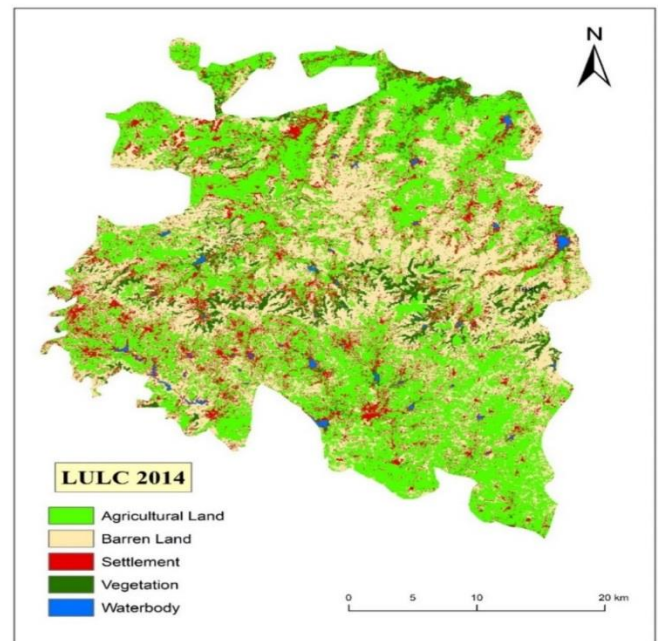 N
LULC 2014
Agricultural Land
Barren Land
Settlement
Vegetation
Waterbody
0 5 10 20 km